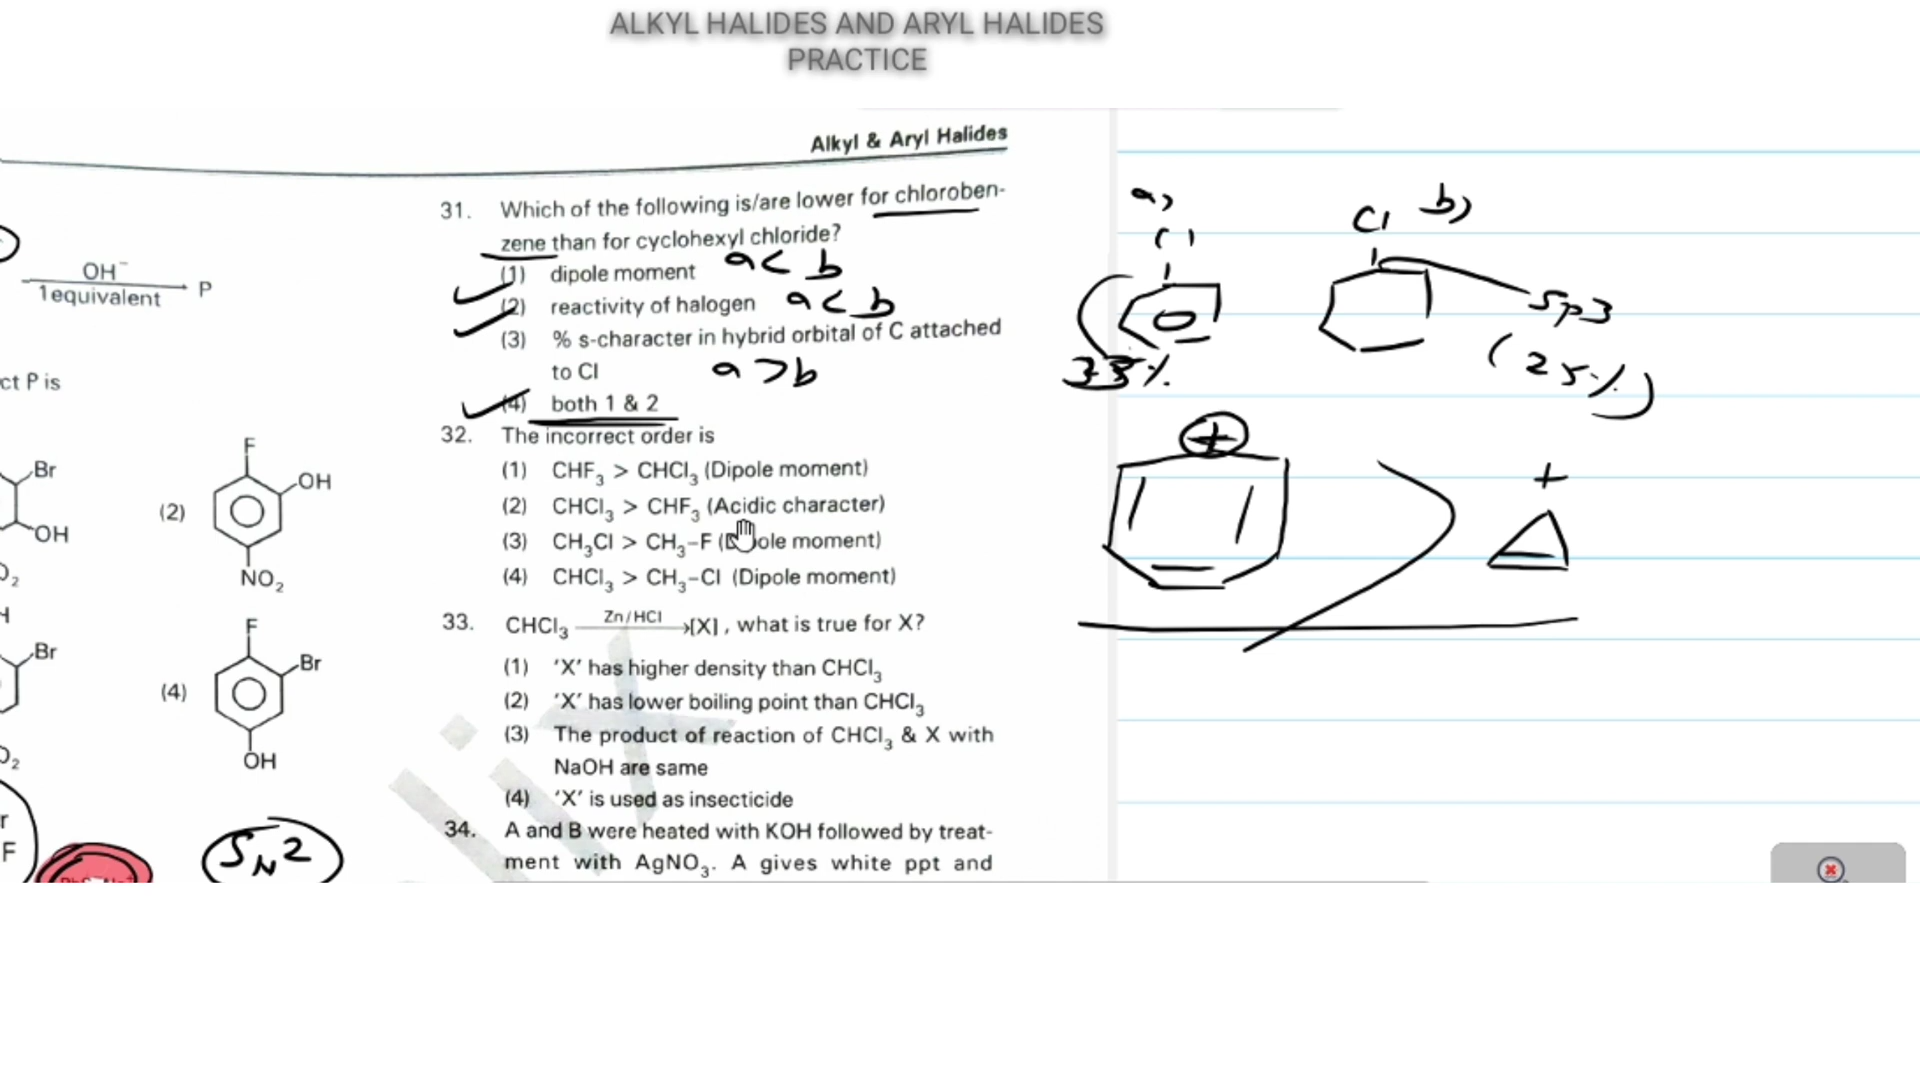 ALKYL HALIDES AND ARYL HALIDES
PRACTICE
Alkyl & Aryl Halides
OH⁻
1equivalent
P
ct P is
Br
OH
(2)
F
OH
NO₂
Br
(4)
F
Br
OH
SN2
31. Which of the following is/are lower for chloroben-
zene than for cyclohexyl chloride?
(1) dipole moment a < b
(2) reactivity of halogen a < b
(3) % s-character in hybrid orbital of C attached
to Cl a > b
(4) both 1 & 2
32. The incorrect order is
(1) CHF₃ > CHCl₃ (Dipole moment)
(2) CHCl₃ > CHF₃ (Acidic character)
(3) CH₃Cl > CH₃–F (Dipole moment)
(4) CHCl₃ > CH₃–Cl (Dipole moment)
33. CHCl₃ Zn/HCl →[X], what is true for X?
(1) ‘X’ has higher density than CHCl₃
(2) ‘X’ has lower boiling point than CHCl₃
(3) The product of reaction of CHCl₃ & X with
NaOH are same
(4) ‘X’ is used as insecticide
34. A and B were heated with KOH followed by treat-
ment with AgNO₃. A gives white ppt and
a)
Cl
33%
b)
Cl
Sp3
(25%)
+
+